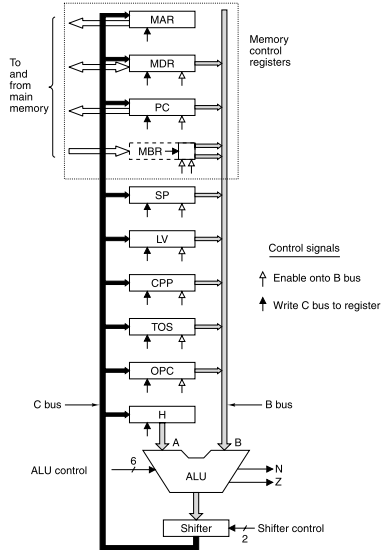 MAR
To
and
from
main
memory
MDR
Memory
control
registers
PC
MBR
SP
LV
Control signals
CPP
Enable onto B bus
TOS
Write C bus to register
OPC
C bus
B bus
H
A
B
ALU control
6
ALU
N
Z
Shifter
Shifter control
2